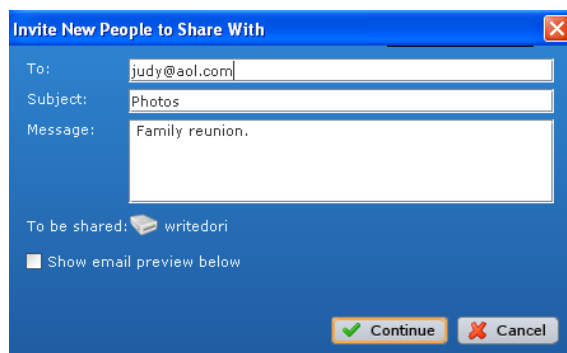 Invite New People to Share With
To: judy@aol.com
Subject: Photos
Message: Family reunion.
To be shared: writedori
Show email preview below
Continue Cancel